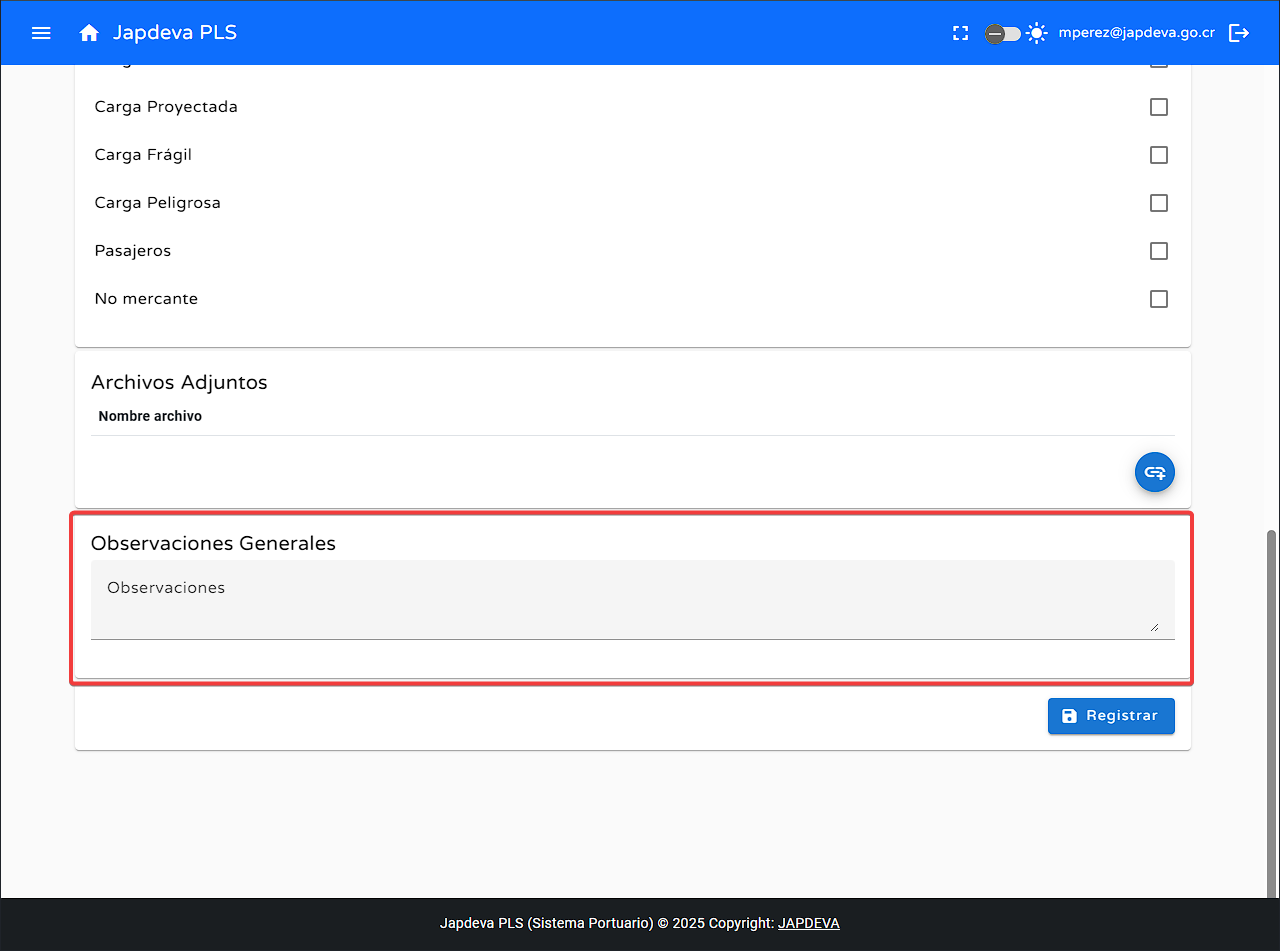 Japdeva PLS
mperez@japdeva.go.cr
Carga Proyectada
Carga Frágil
Carga Peligrosa
Pasajeros
No mercante
Archivos Adjuntos
Nombre archivo
Observaciones Generales
Observaciones
Registrar
Japdeva PLS (Sistema Portuario) © 2025 Copyright: JAPDEVA